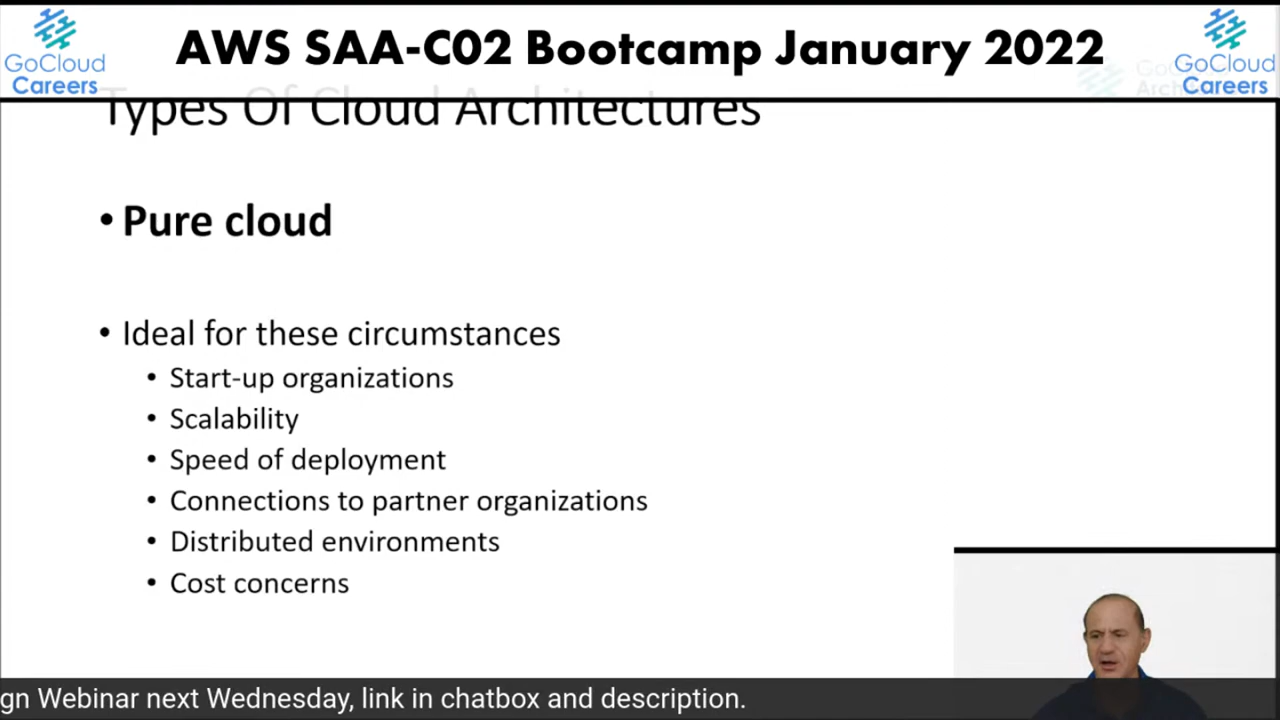 GoCloud
Careers
AWS SAA-C02 Bootcamp January 2022
GoCloud
Careers
Types Of Cloud Architectures
• Pure cloud
• Ideal for these circumstances
• Start-up organizations
• Scalability
• Speed of deployment
• Connections to partner organizations
• Distributed environments
• Cost concerns
gn Webinar next Wednesday, link in chatbox and description.